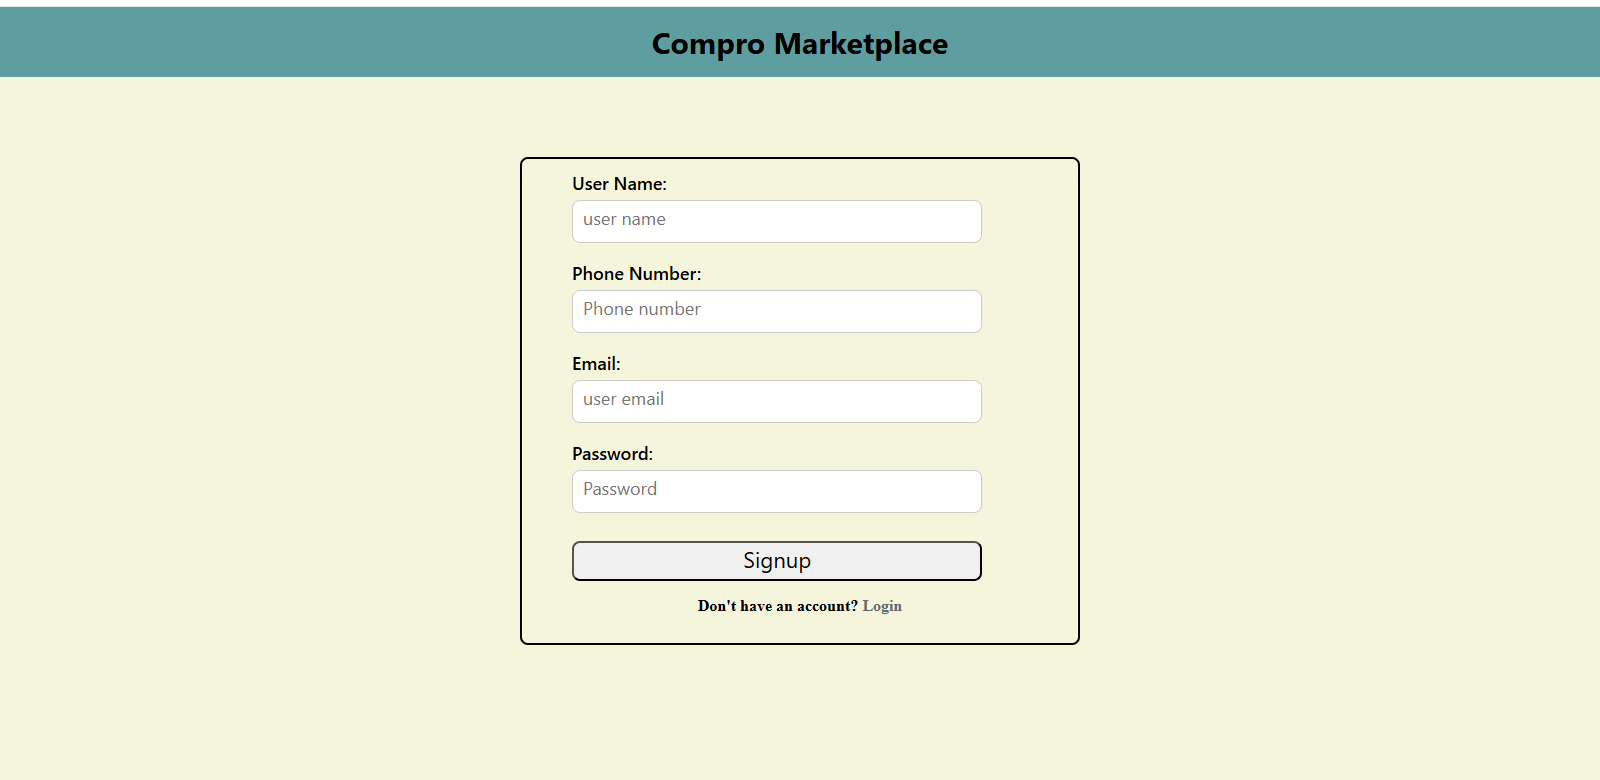 Compro Marketplace
User Name:
user name
Phone Number:
Phone number
Email:
user email
Password:
Password
Signup
Don't have an account? Login